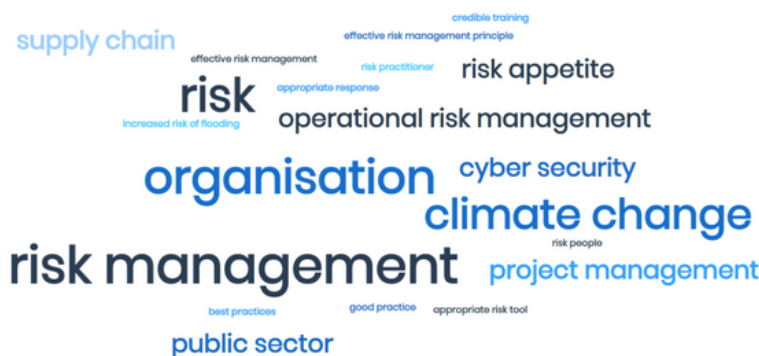 credible training
supply chain
effective risk management principle
effective risk management
risk practitioner
risk appetite
risk
appropriate response
increased risk of flooding
operational risk management
organisation
cyber security
climate change
risk people
risk management
project management
best practices
good practice
appropriate risk tool
public sector